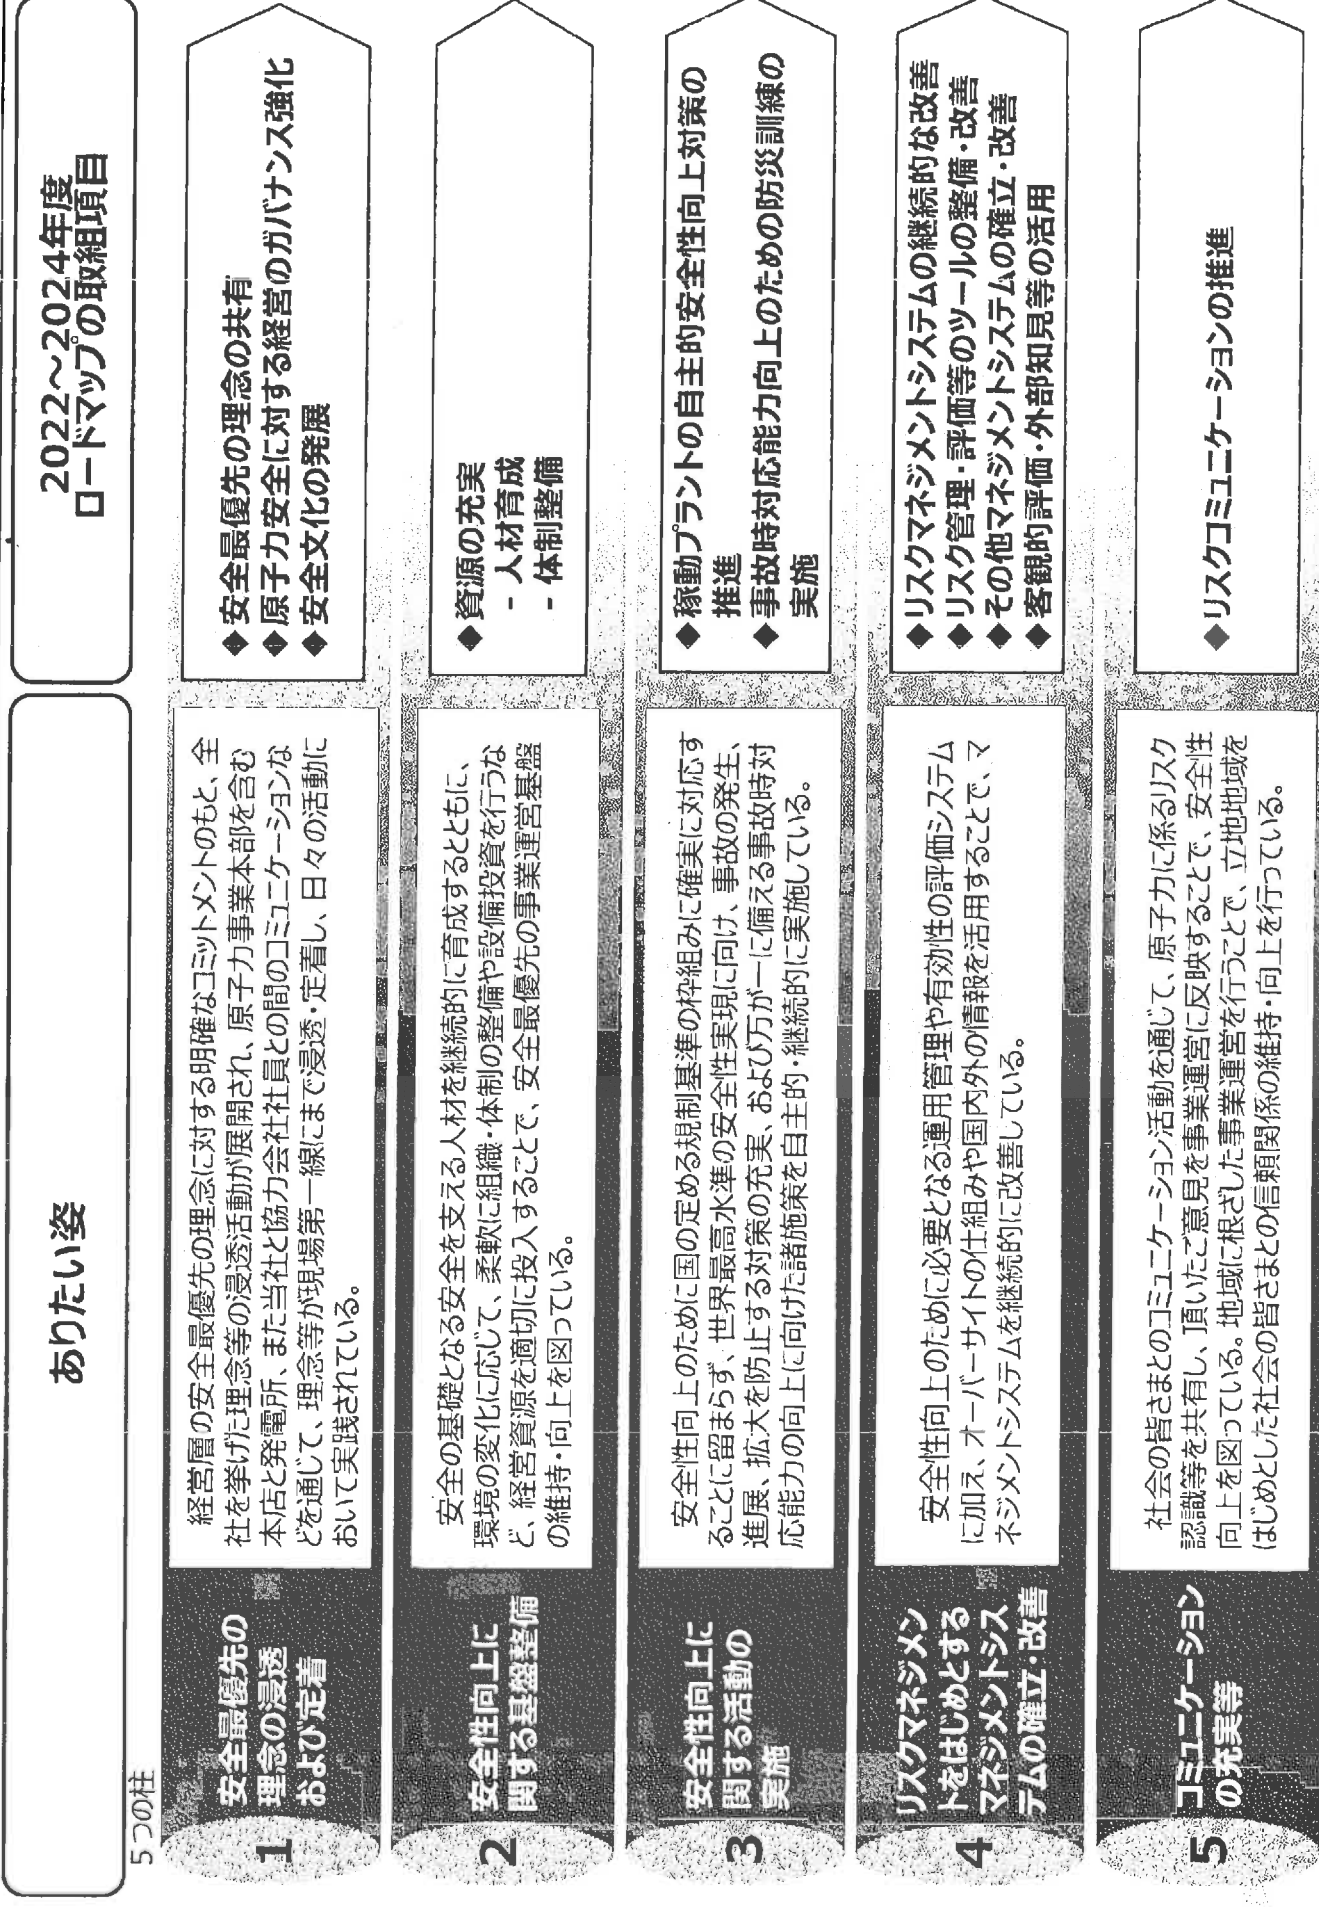 ありたい姿
2022～2024年度
ロードマップの取組項目
5つの柱
1
安全最優先の
理念の浸透
および定着
経営層の安全最優先の理念に対する明確なコミットメントのもと、全
社を挙げた理念等の浸透活動が展開され、原子力事業本部を含む
本店と発電所、また当社と協力会社社員との間のコミュニケーションな
どを通じて、理念等が現場第一線にまで浸透・定着し、日々の活動に
おいて実践されている。
◆安全最優先の理念の共有
◆原子力安全に対する経営のガバナンス強化
◆安全文化の発展
2
安全性向上に
関する基盤整備
安全の基礎となる安全を支える人材を継続的に育成するとともに、
環境の変化に応じて、柔軟に組織・体制の整備や設備投資を行うな
ど、経営資源を適切に投入することで、安全最優先の事業運営基盤
の維持・向上を図っている。
◆資源の充実
- 人材育成
- 体制整備
3
安全性向上に
関する活動の
実施
安全性向上のために国の定める規制基準の枠組みに確実に対応す
ることに留まらず、世界最高水準の安全性実現に向け、事故の発生、
進展、拡大を防止する対策の充実、および万が一に備える事故時対
応能力の向上に向けた諸施策を自主的・継続的に実施している。
◆稼動プラントの自主的安全性向上対策の
推進
◆事故時対応能力向上のための防災訓練の
実施
4
リスクマネジメン
トをはじめとする
マネジメントシス
テムの確立・改善
安全性向上のために必要となる運用管理や有効性の評価システム
に加え、オーバーサイトの仕組みや国内外の情報を活用することで、マ
ネジメントシステムを継続的に改善している。
◆リスクマネジメントシステムの継続的な改善
◆リスク管理・評価等のツールの整備・改善
◆その他マネジメントシステムの確立・改善
◆客観的評価・外部知見等の活用
5
コミュニケーション
の充実等
社会の皆さまとのコミュニケーション活動を通じて、原子力に係るリスク
認識等を共有し、頂いたご意見を事業運営に反映することで、安全性
向上を図っている。地域に根ざした事業運営を行うことで、立地地域を
はじめとした社会の皆さまとの信頼関係の維持・向上を行っている。
◆リスクコミュニケーションの推進